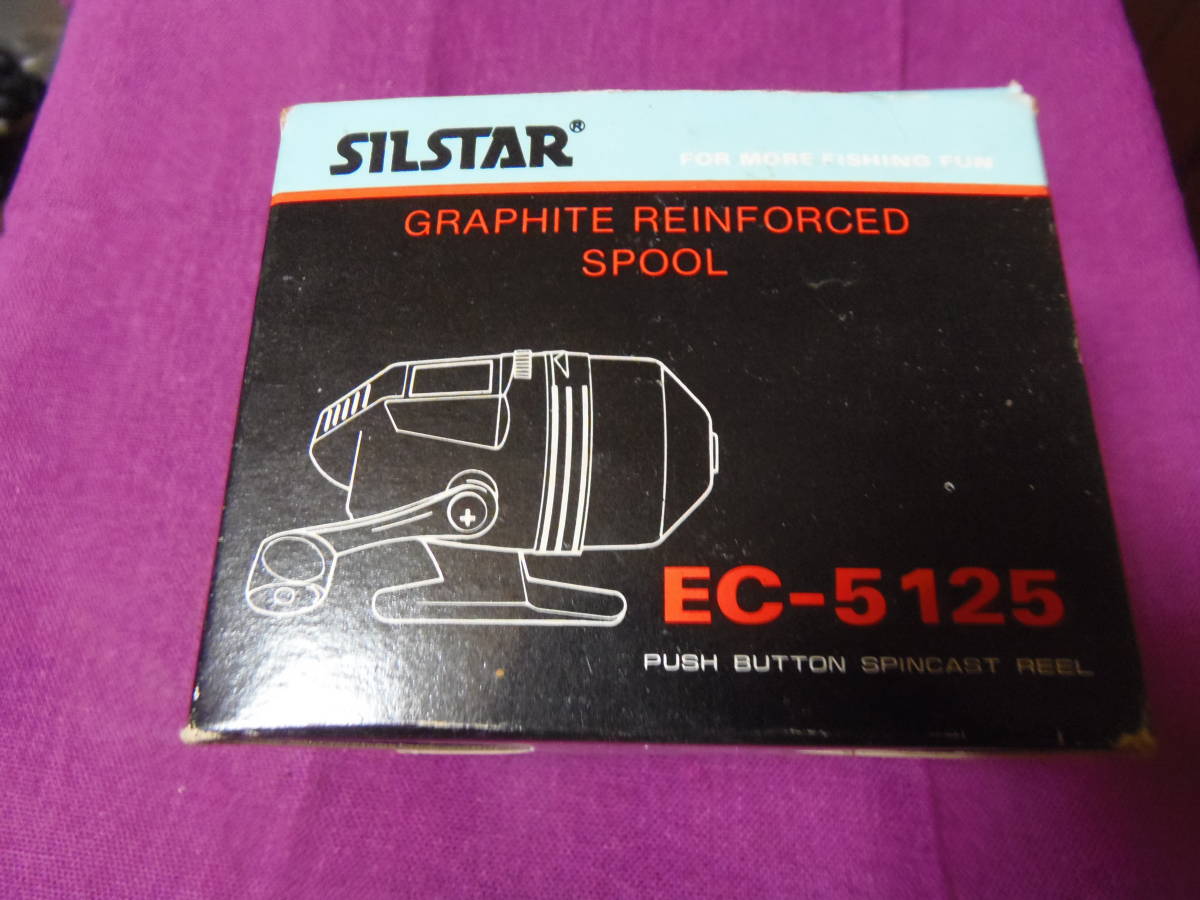 SILSTAR®
FOR MORE FISHING FUN
GRAPHITE REINFORCED
SPOOL
EC-5125
PUSH BUTTON SPINCAST REEL